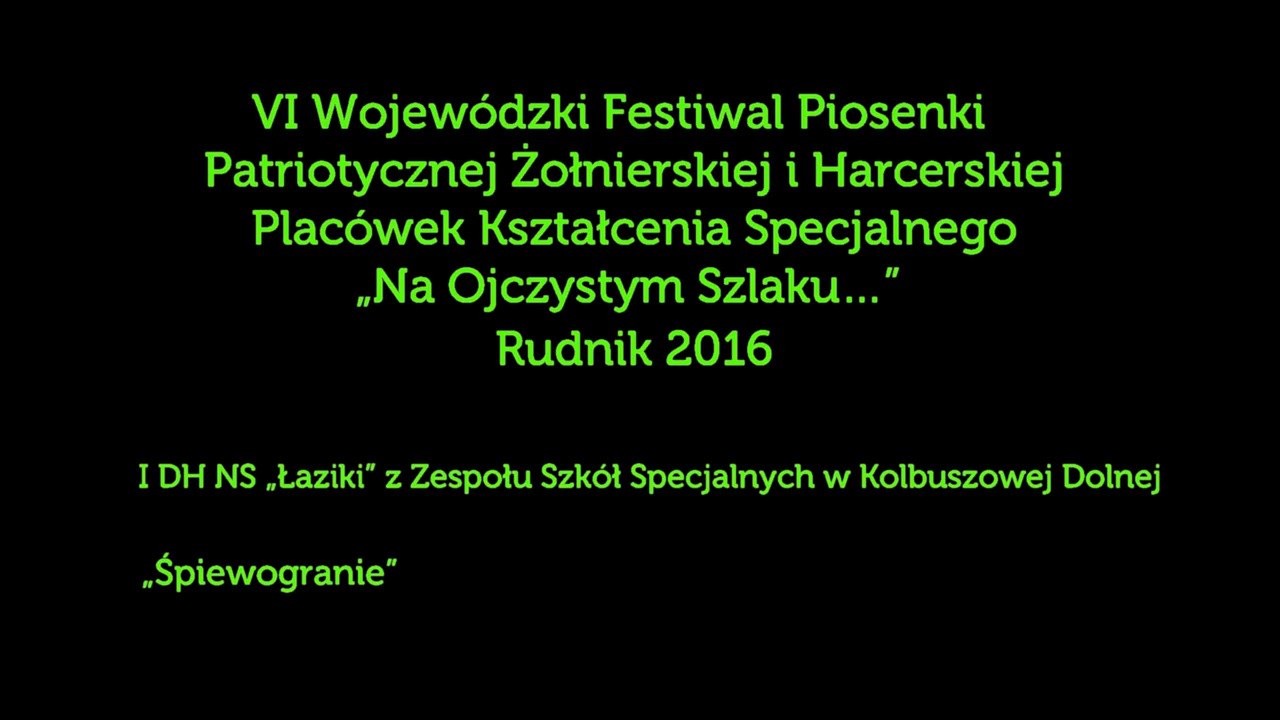 VI Wojewódzki Festiwal Piosenki
Patriotycznej Żołnierskiej i Harcerskiej
Placówek Kształcenia Specjalnego
„Na Ojczystym Szlaku...”
Rudnik 2016
I DH NS „Łaziki” z Zespołu Szkół Specjalnych w Kolbuszowej Dolnej
„Śpiewogranie”